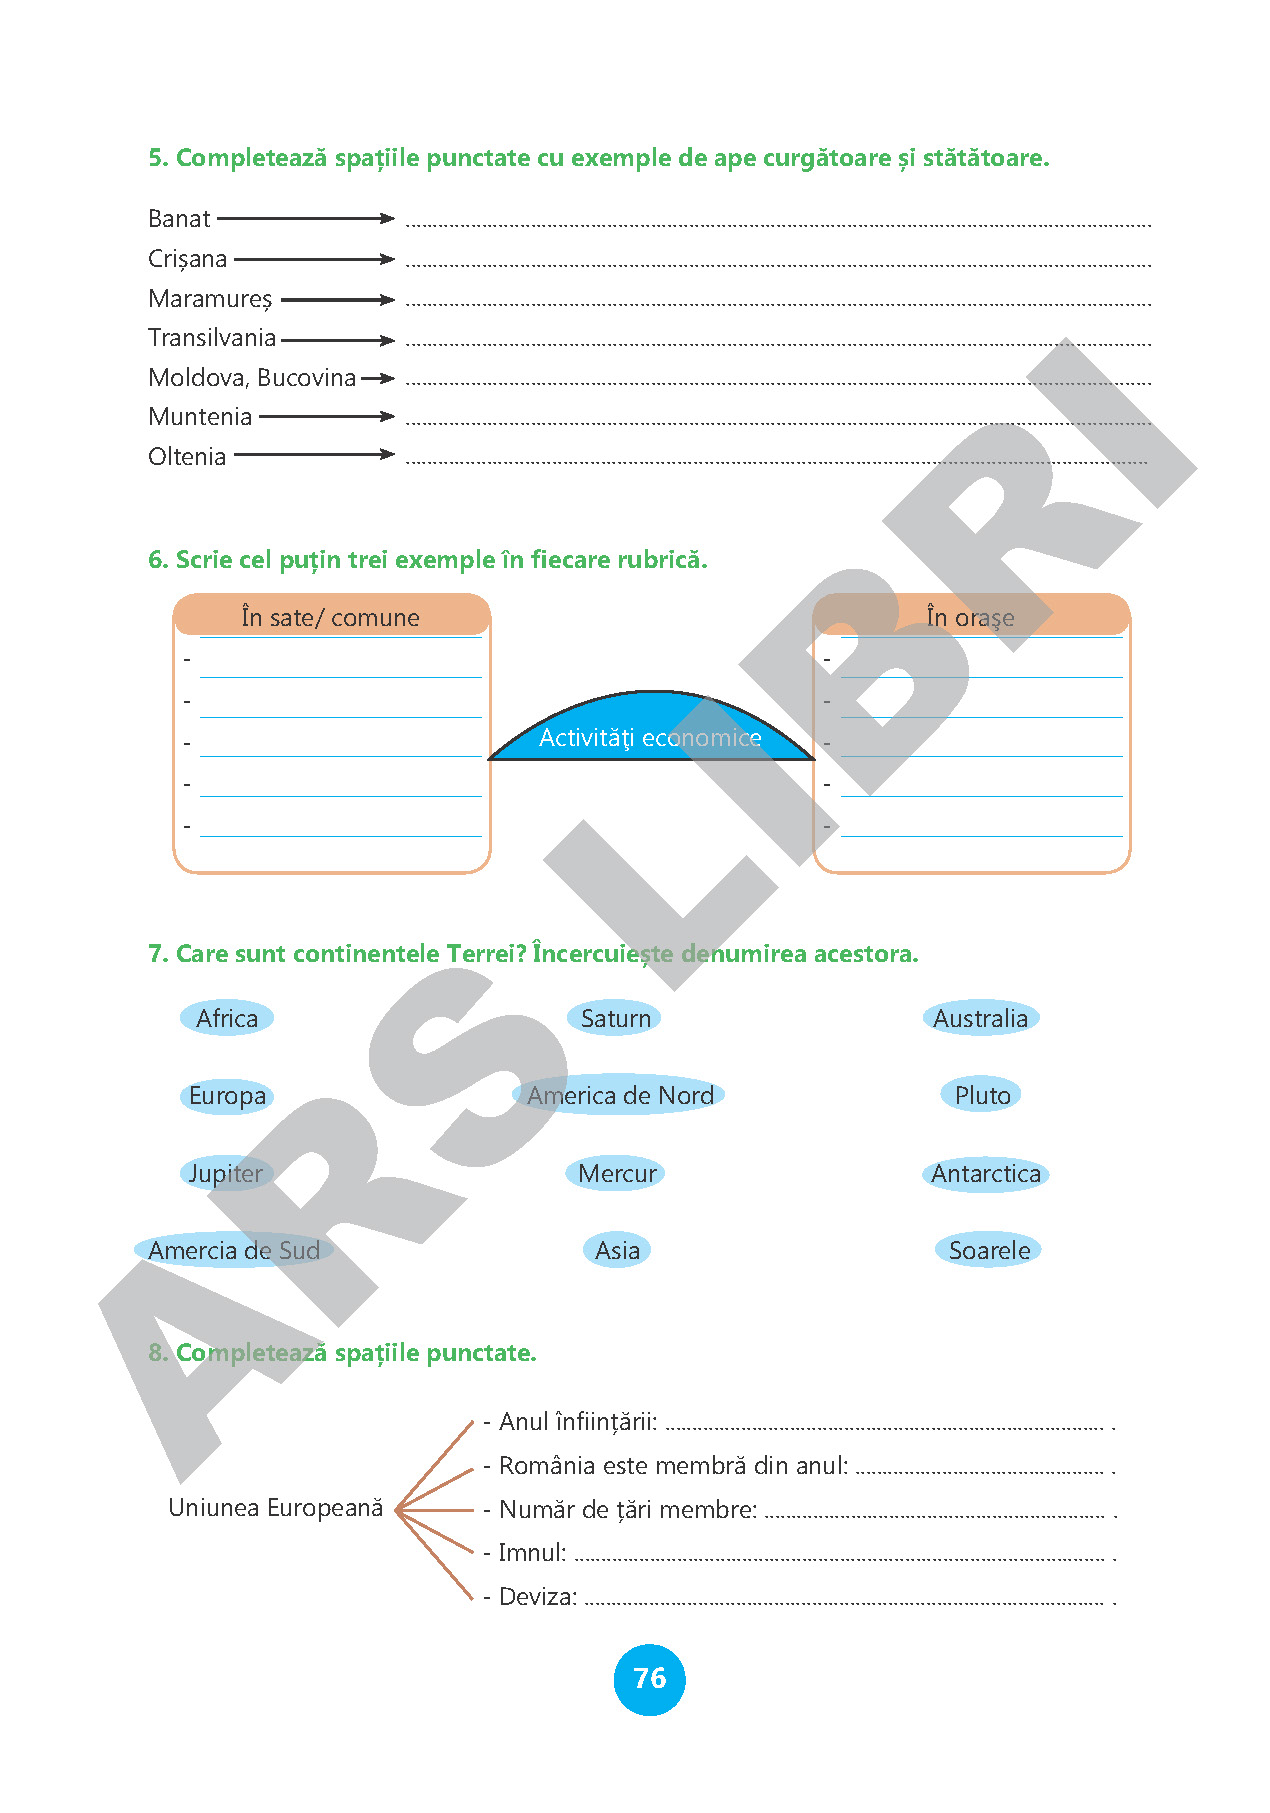 5. Completează spațiile punctate cu exemple de ape curgătoare și stătătoare.
Banat ..........
Crișana ..........
Maramureș ..........
Transilvania ..........
Moldova, Bucovina ..........
Muntenia ..........
Oltenia ..........
6. Scrie cel puțin trei exemple în fiecare rubrică.
În sate/ comune
-
-
-
-
-
Activități economice
În orașe
-
-
-
-
-
7. Care sunt continentele Terrei? Încercuiește denumirea acestora.
Africa Saturn Australia
Europa America de Nord Pluto
Jupiter Mercur Antarctica
Amercia de Sud Asia Soarele
8. Completează spațiile punctate.
Uniunea Europeană
- Anul înființării: .......... .
- România este membră din anul: .......... .
- Număr de țări membre: .......... .
- Imnul: .......... .
- Deviza: .......... .
76
ARS LIBRI